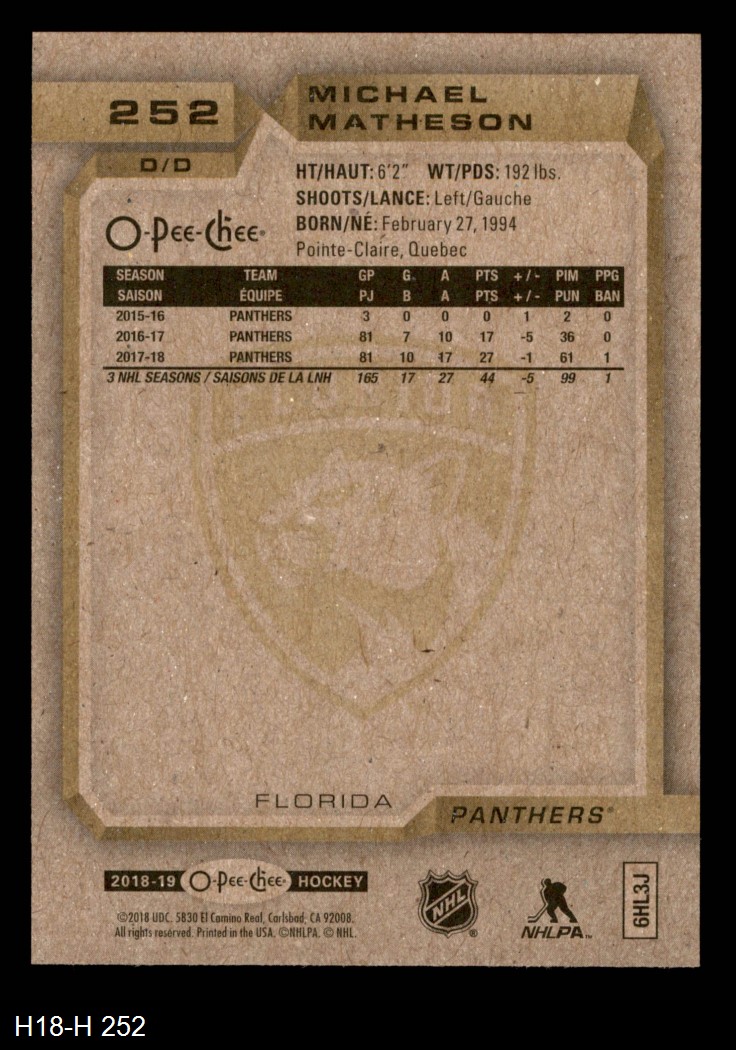 252
MICHAEL
MATHESON
D/D
HT/HAUT: 6'2" WT/PDS: 192 lbs.
SHOOTS/LANCE: Left/Gauche
BORN/NÉ: February 27, 1994
Pointe-Claire, Quebec
O-Pee-Chee
SEASON TEAM GP G A PTS +/- PIM PPG
SAISON ÉQUIPE PJ B A PTS +/- PUN BAN
2015-16 PANTHERS 3 0 0 0 1 2 0
2016-17 PANTHERS 81 7 10 17 -5 36 0
2017-18 PANTHERS 81 10 17 27 -1 61 1
3 NHL SEASONS / SAISONS DE LA LNH 165 17 27 44 -5 99 1
FLORIDA
PANTHERS®
2018-19 O-Pee-Chee HOCKEY
©2018 UDC. 5830 El Camino Real, Carlsbad, CA 92008.
All rights reserved. Printed in the USA. ©NHLPA. © NHL.
NHL ®
NHLPA™
6HL3J
H18-H 252